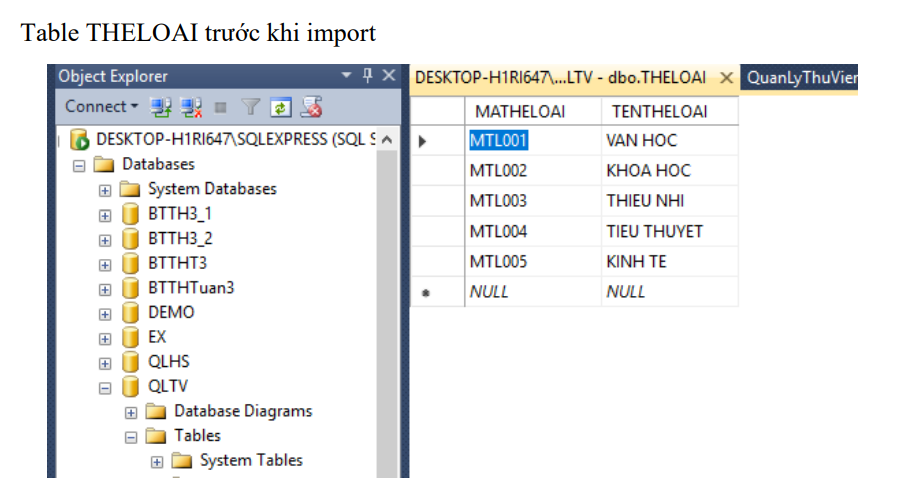 Table THELOAI trước khi import
Object Explorer
Connect
DESKTOP-H1RI647\SQLEXPRESS (SQL S
Databases
System Databases
BTTH3_1
BTTH3_2
BTTHT3
BTTHTuan3
DEMO
EX
QLHS
QLTV
Database Diagrams
Tables
System Tables
DESKTOP-H1RI647\...LTV - dbo.THELOAI QuanLyThuVien
MATHELOAI TENTHELOAI
MTL001 VAN HOC
MTL002 KHOA HOC
MTL003 THIEU NHI
MTL004 TIEU THUYET
MTL005 KINH TE
NULL NULL